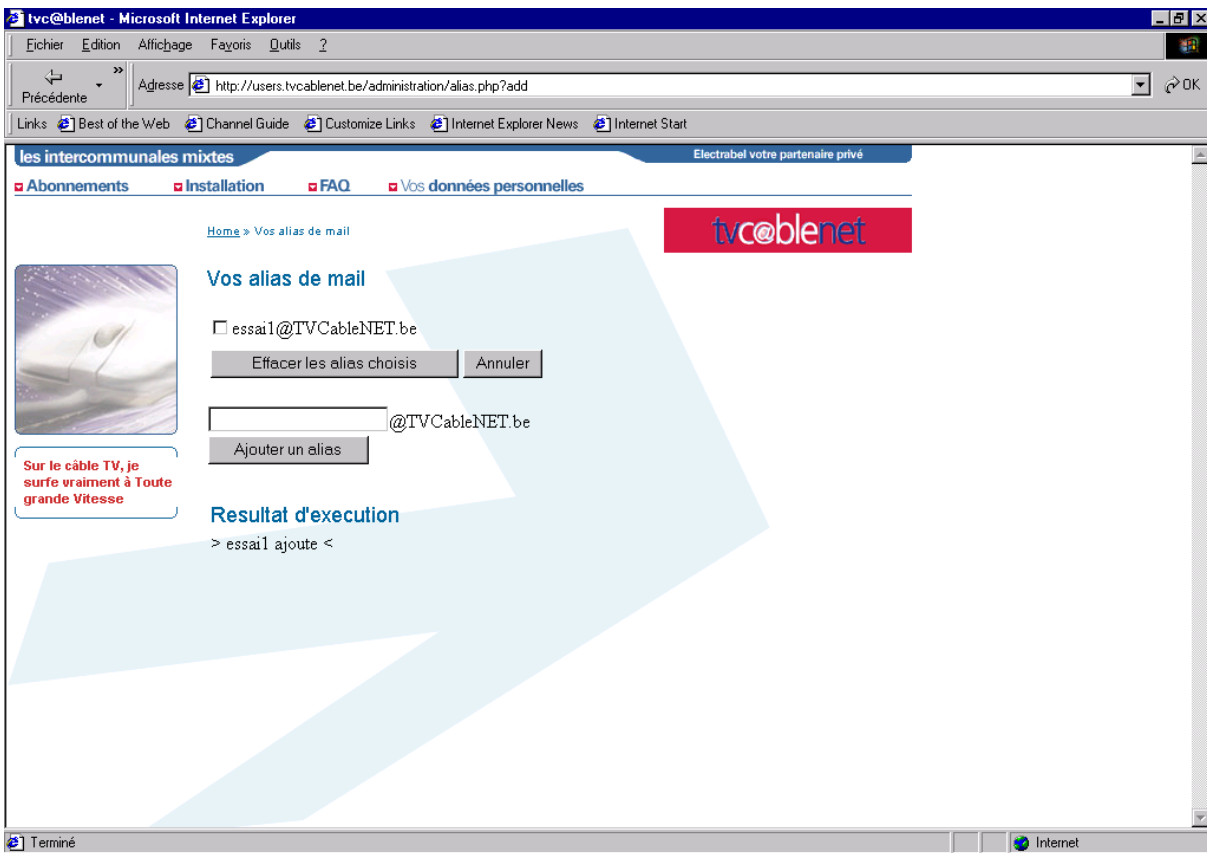 tvc@blenet - Microsoft Internet Explorer
Fichier Edition Affichage Favoris Outils ?
Précédente » Adresse http://users.tvcablenet.be/administration/alias.php?add OK
Links Best of the Web Channel Guide Customize Links Internet Explorer News Internet Start
les intercommunales mixtes Electrabel votre partenaire privé
Abonnements Installation FAQ Vos données personnelles
tvc@blenet
Home » Vos alias de mail
Vos alias de mail
essai1@TVCableNET.be
Effacer les alias choisis Annuler
@TVCableNET.be
Ajouter un alias
Sur le câble TV, je
surfe vraiment à Toute
grande Vitesse
Resultat d'execution
> essai1 ajoute <
Terminé Internet